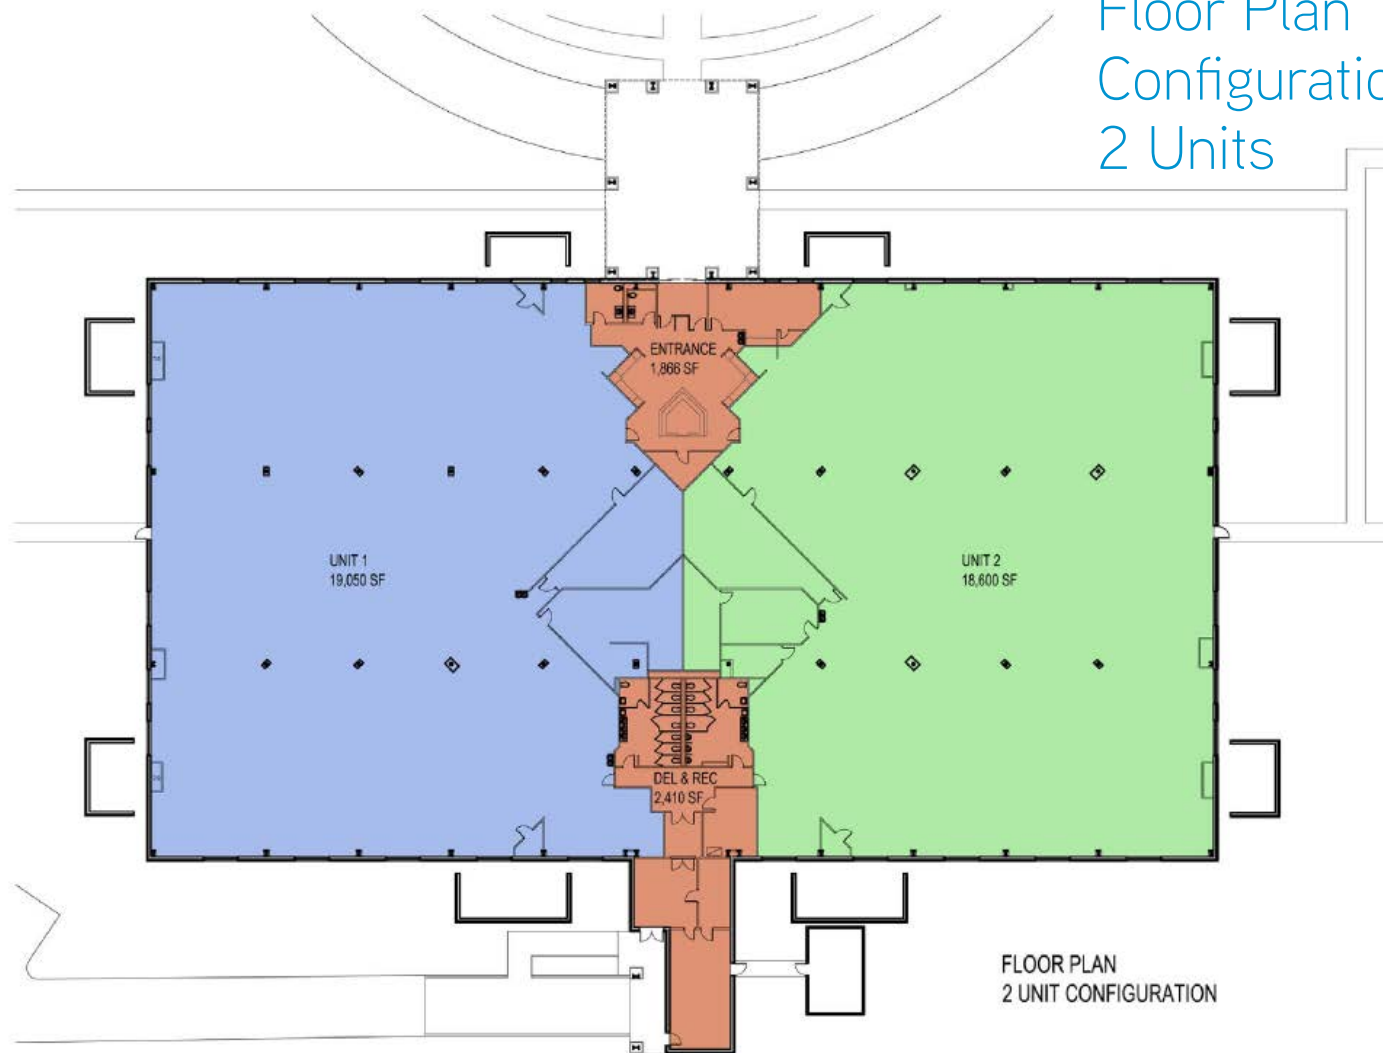 Floor Plan
Configuratio
2 Units
ENTRANCE
1,866 SF
UNIT 1
19,050 SF
UNIT 2
18,600 SF
DEL & REC
2,410 SF
FLOOR PLAN
2 UNIT CONFIGURATION